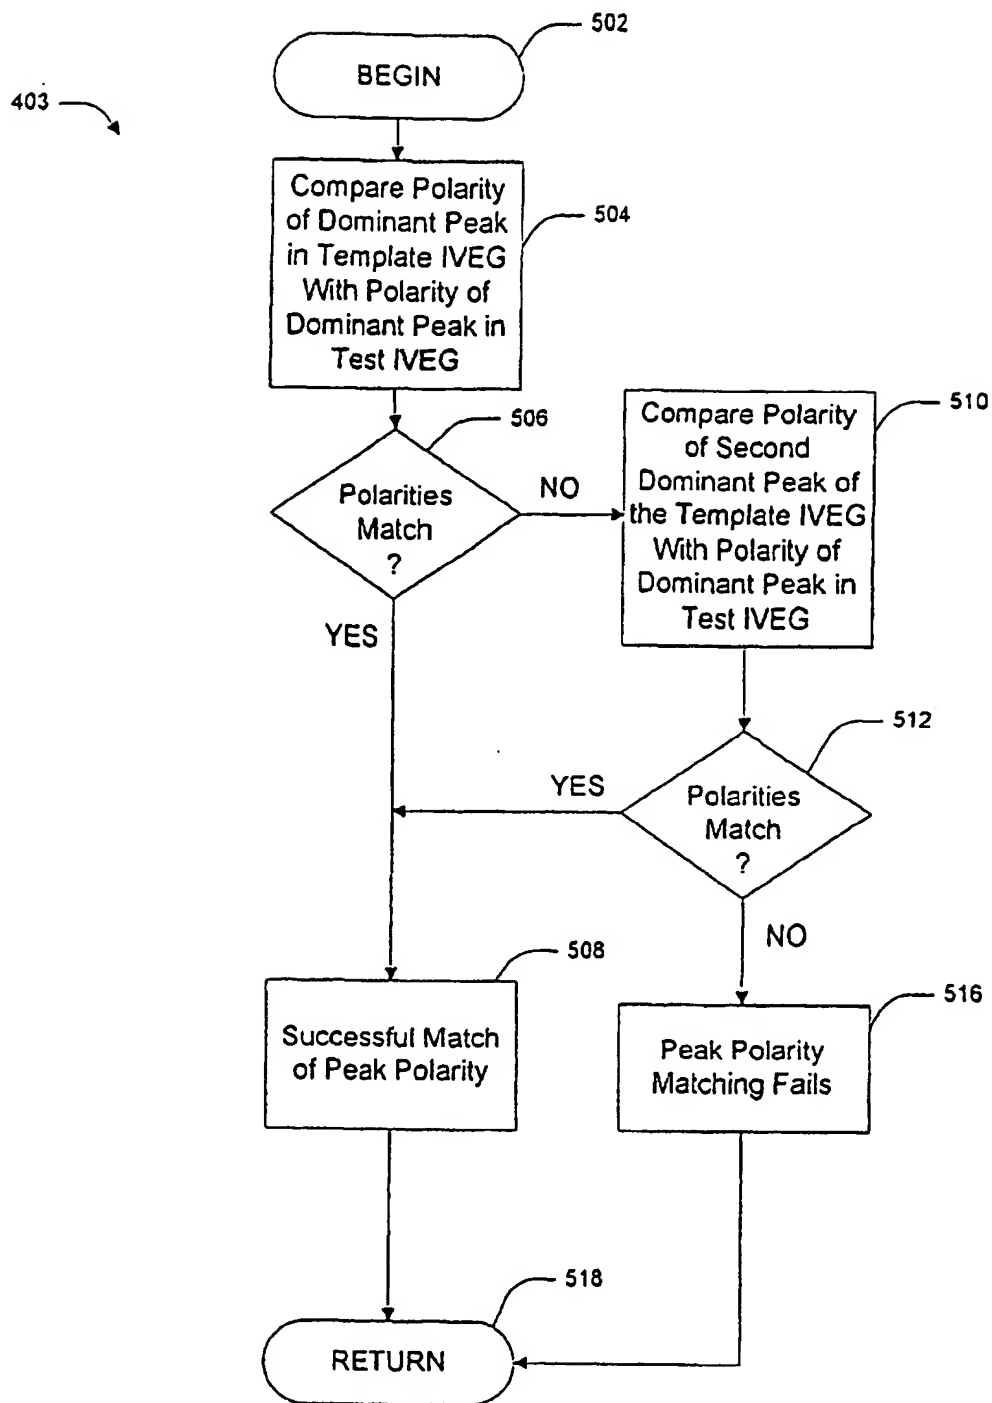 502
BEGIN
403
Compare Polarity
of Dominant Peak
in Template IVEG
With Polarity of
Dominant Peak in
Test IVEG
504
506
Polarities
Match
?
NO
YES
Compare Polarity
of Second
Dominant Peak of
the Template IVEG
With Polarity of
Dominant Peak in
Test IVEG
510
512
Polarities
Match
?
YES
NO
508
Successful Match
of Peak Polarity
516
Peak Polarity
Matching Fails
518
RETURN